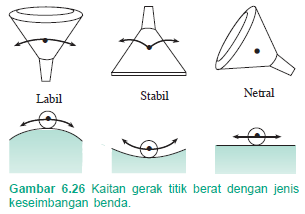 Labil
Stabil
Netral
Gambar 6.26 Kaitan gerak titik berat dengan jenis
keseimbangan benda.